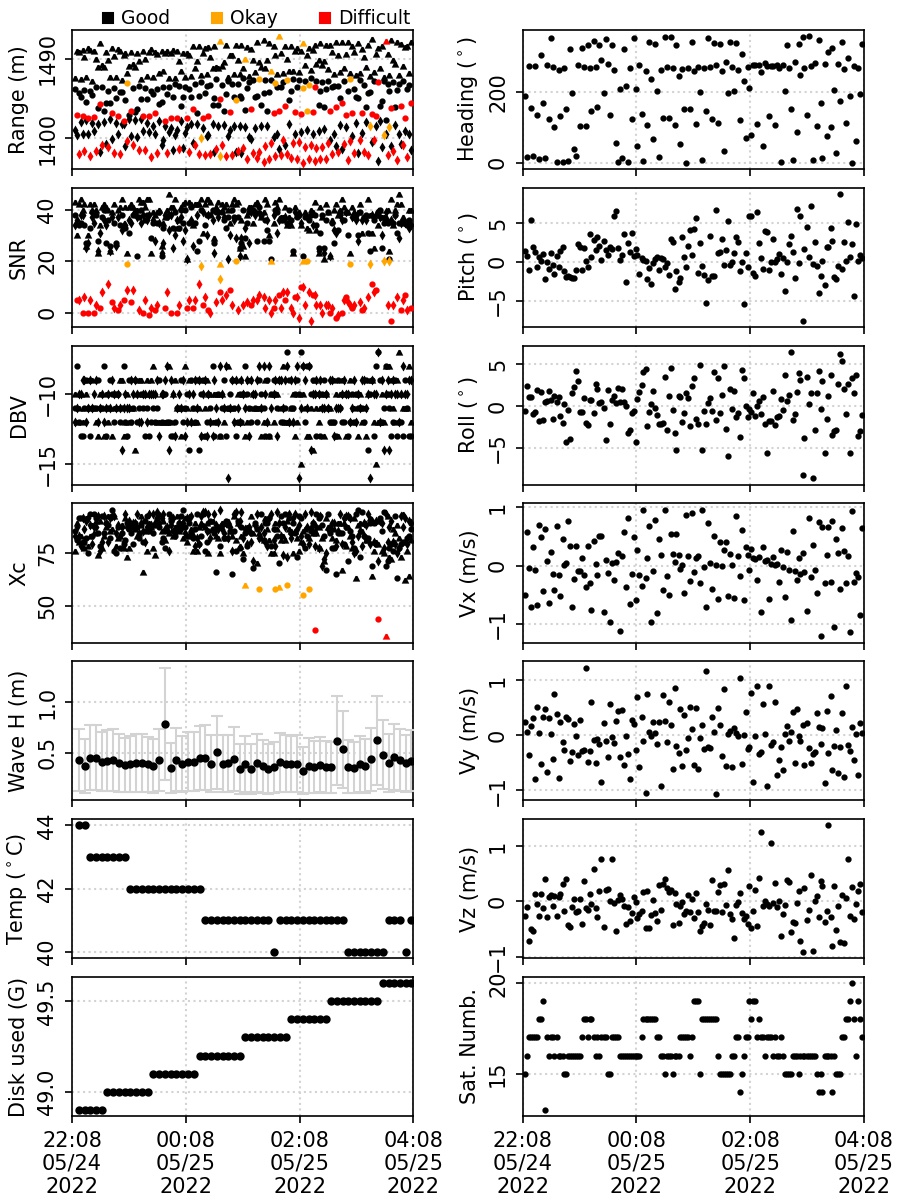 Good Okay Difficult
Range (m)
1490
1400
Heading (°)
200
0
SNR
40
20
0
Pitch (°)
5
0
−5
DBV
−10
−15
Roll (°)
5
0
−5
Xc
75
50
Vx (m/s)
1
0
−1
Wave H (m)
1.0
0.5
Vy (m/s)
1
0
−1
Temp (°C)
44
42
40
Vz (m/s)
1
0
−1
Disk used (G)
49.5
49.0
Sat. Numb.
20
15
22:08 00:08 02:08 04:08
05/24 05/25 05/25 05/25
2022 2022 2022 2022
22:08 00:08 02:08 04:08
05/24 05/25 05/25 05/25
2022 2022 2022 2022